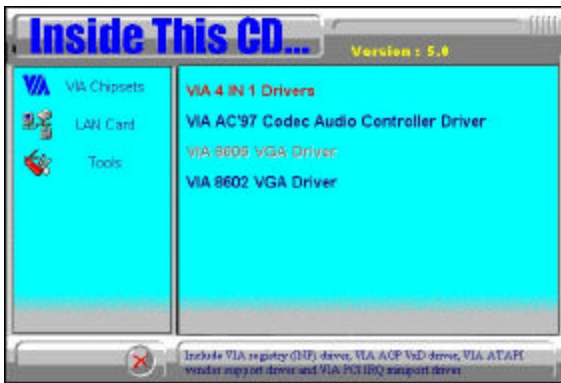 Inside This CD...
Version : 5.0
VIA
VIA Chipsets
LAN Card
Tools
VIA 4 IN 1 Drivers
VIA AC'97 Codec Audio Controller Driver
VIA 8606 VGA Driver
VIA 8602 VGA Driver
Include VIA registry (INF) driver, VIA AGP VxD driver, VIA ATAPI
vendor support driver and VIA PCI IRQ miniport driver